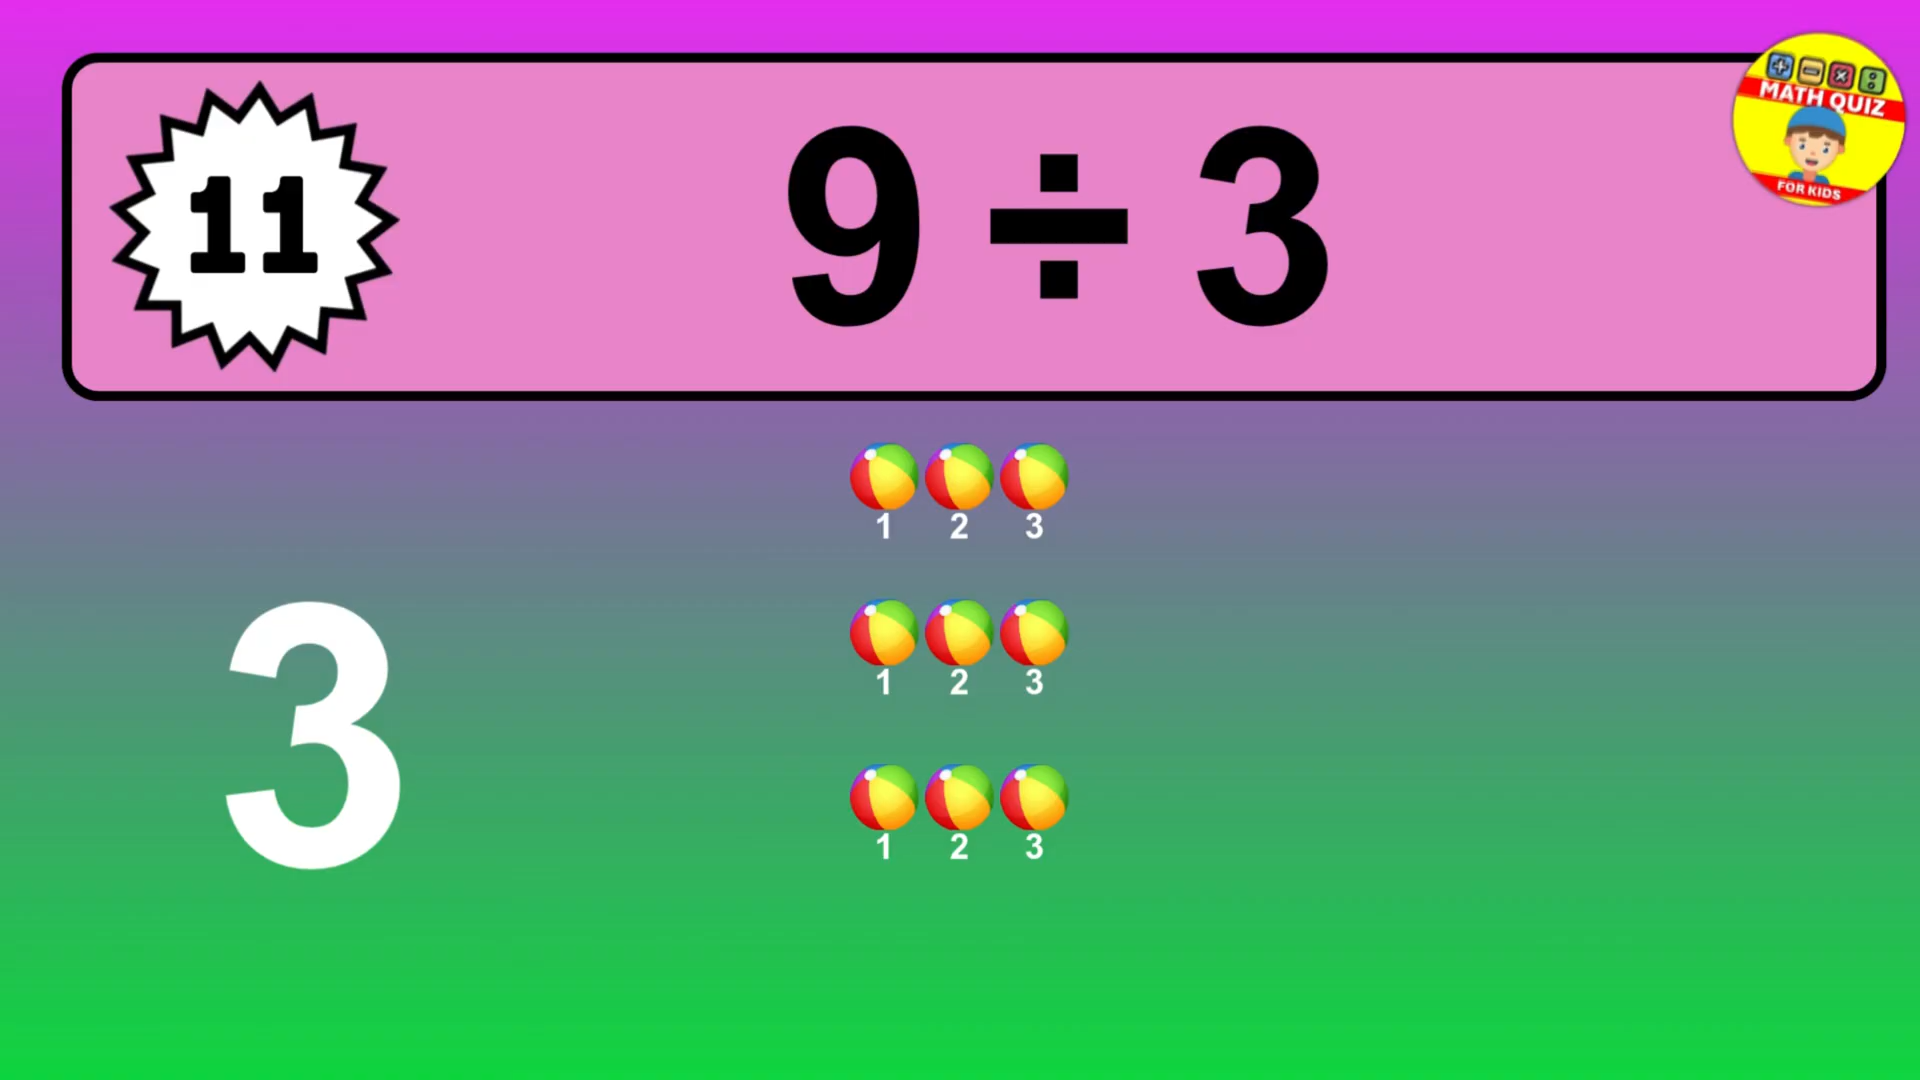 11
9 ÷ 3
MATH QUIZ
FOR KIDS
1 2 3
1 2 3
3
1 2 3